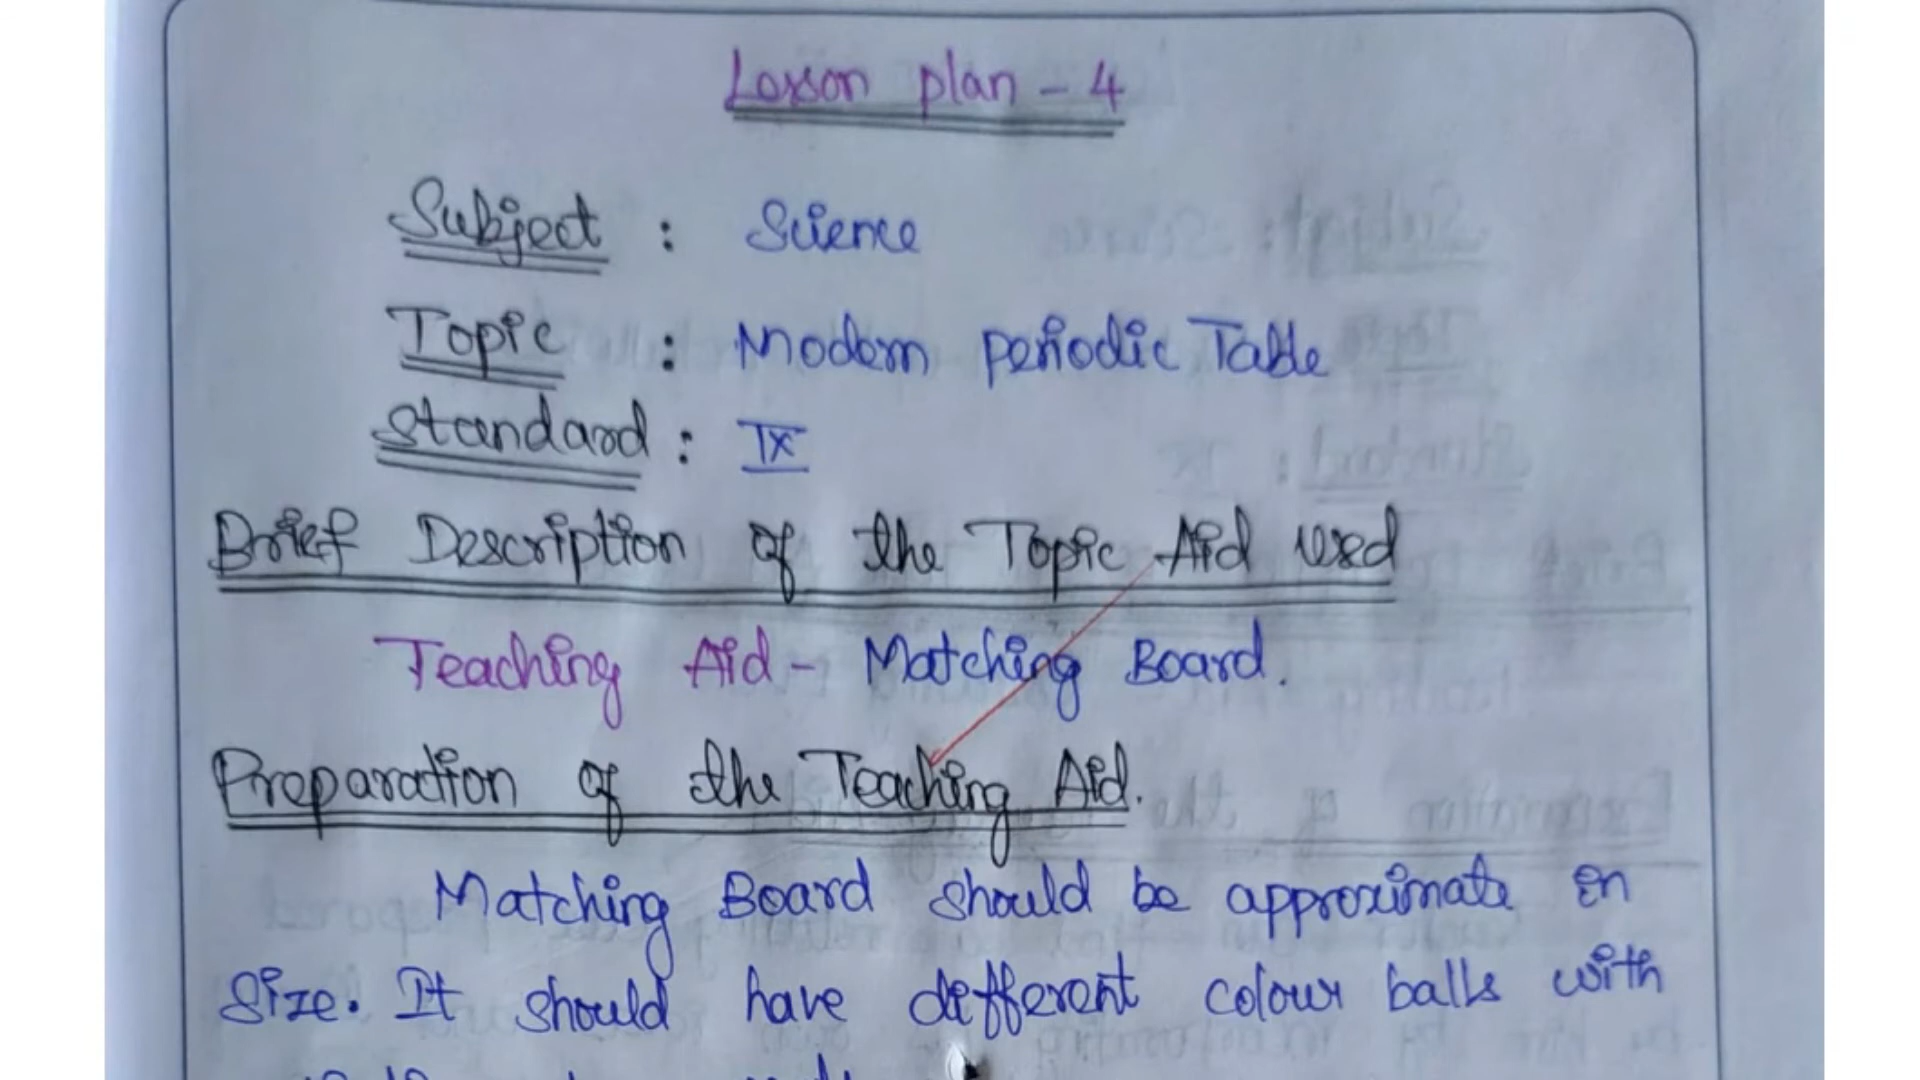 Lesson plan - 4
Subject : Science
Topic : Modern periodic Table
Standard : IX
Brief Description of the Topic Aid used
Teaching Aid - Matching Board.
Preparation of the Teaching Aid.
Matching Board should be approximate in
size. It should have different colour balls with